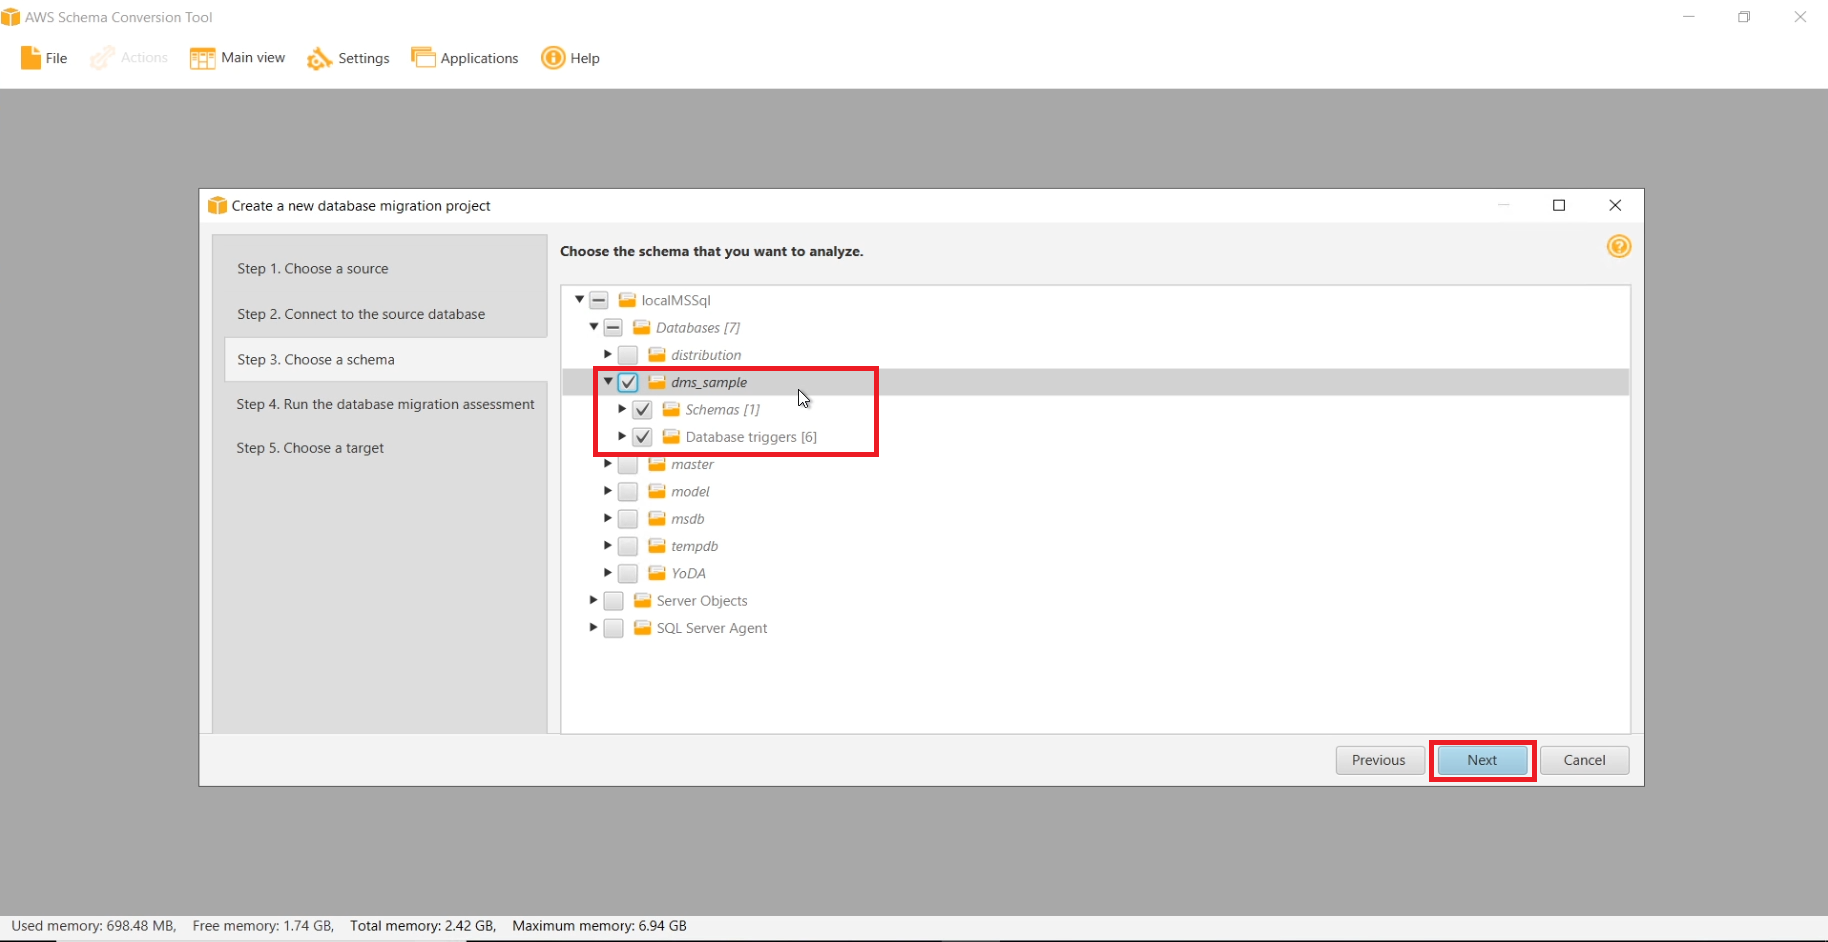 AWS Schema Conversion Tool
File Actions Main view Settings Applications Help
Create a new database migration project
Step 1. Choose a source
Step 2. Connect to the source database
Step 3. Choose a schema
Step 4. Run the database migration assessment
Step 5. Choose a target
Choose the schema that you want to analyze.
localMSSql
Databases [7]
distribution
dms_sample
Schemas [1]
Database triggers [6]
master
model
msdb
tempdb
YoDA
Server Objects
SQL Server Agent
Previous Next Cancel
Used memory: 698.48 MB, Free memory: 1.74 GB, Total memory: 2.42 GB, Maximum memory: 6.94 GB